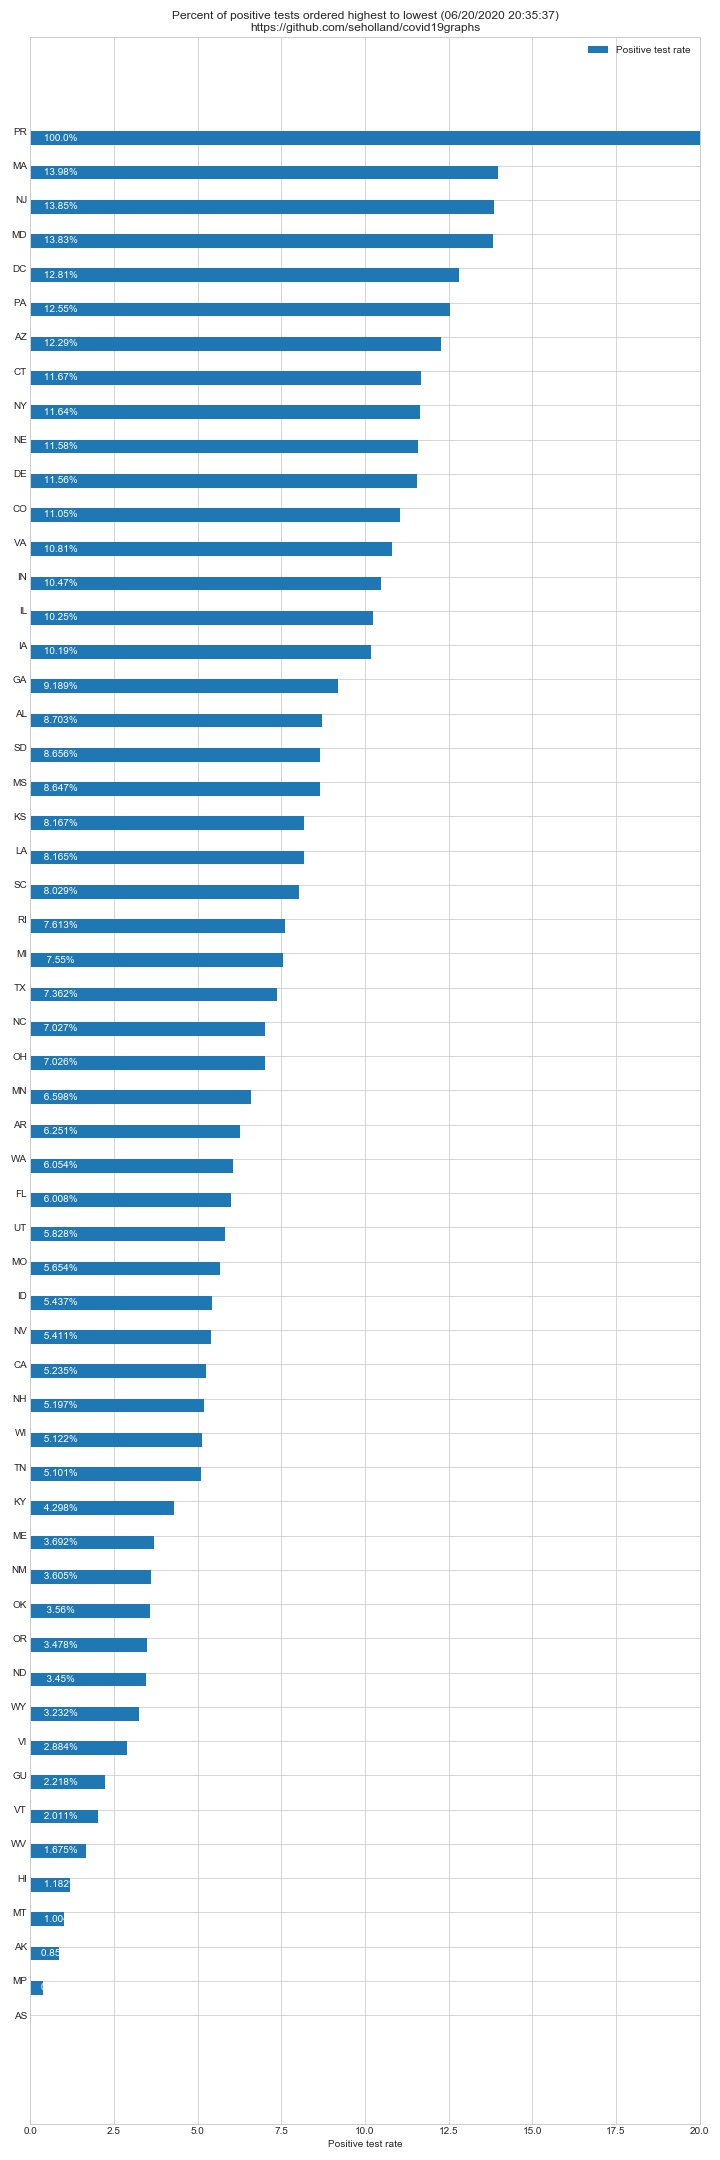 Percent of positive tests ordered highest to lowest (06/20/2020 20:35:37)
https://github.com/seholland/covid19graphs
Positive test rate
PR 100.0%
MA 13.98%
NJ 13.85%
MD 13.83%
DC 12.81%
PA 12.55%
AZ 12.29%
CT 11.67%
NY 11.64%
NE 11.58%
DE 11.56%
CO 11.05%
VA 10.81%
IN 10.47%
IL 10.25%
IA 10.19%
GA 9.189%
AL 8.703%
SD 8.656%
MS 8.647%
KS 8.167%
LA 8.165%
SC 8.029%
RI 7.613%
MI 7.55%
TX 7.362%
NC 7.027%
OH 7.026%
MN 6.598%
AR 6.251%
WA 6.054%
FL 6.008%
UT 5.828%
MO 5.654%
ID 5.437%
NV 5.411%
CA 5.235%
NH 5.197%
WI 5.122%
TN 5.101%
KY 4.298%
ME 3.692%
NM 3.605%
OK 3.56%
OR 3.478%
ND 3.45%
WY 3.232%
VI 2.884%
GU 2.218%
VT 2.011%
WV 1.675%
HI 1.182
MT 1.00
AK 0.85
MP
AS
0.0 2.5 5.0 7.5 10.0 12.5 15.0 17.5 20.0
Positive test rate